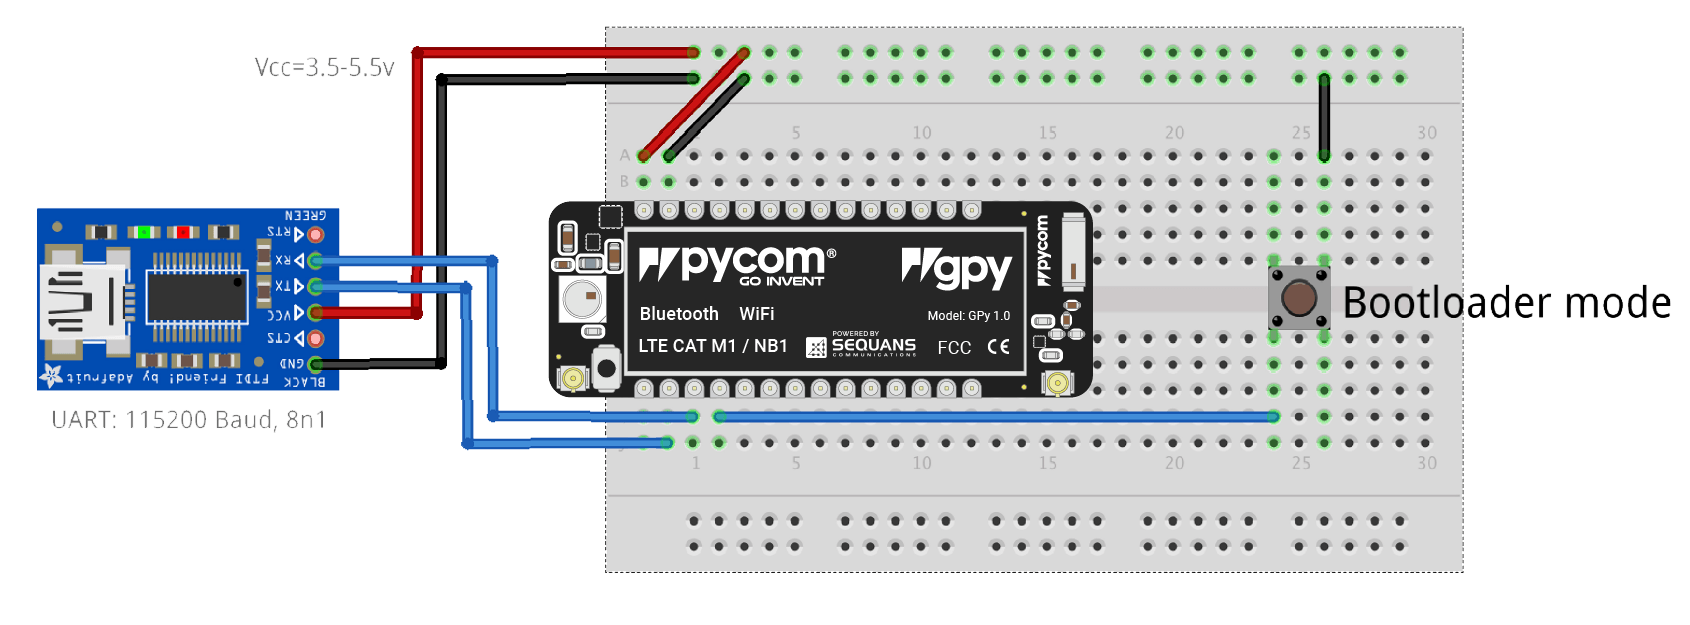 Vcc=3.5-5.5v
5 10 15 20 25 30
A
B
GREEN
RTS
RX
TX
VCC
CTS
GND
BLACK
FTDI Friend! by Adafruit
UART: 115200 Baud, 8n1
pycom®
GO INVENT
gpy
pycom
Bluetooth WiFi
Model: GPy 1.0
LTE CAT M1 / NB1
POWERED BY
SEQUANS
COMMUNICATIONS
FCC CE
Bootloader mode
1 5 10 15 20 25 30